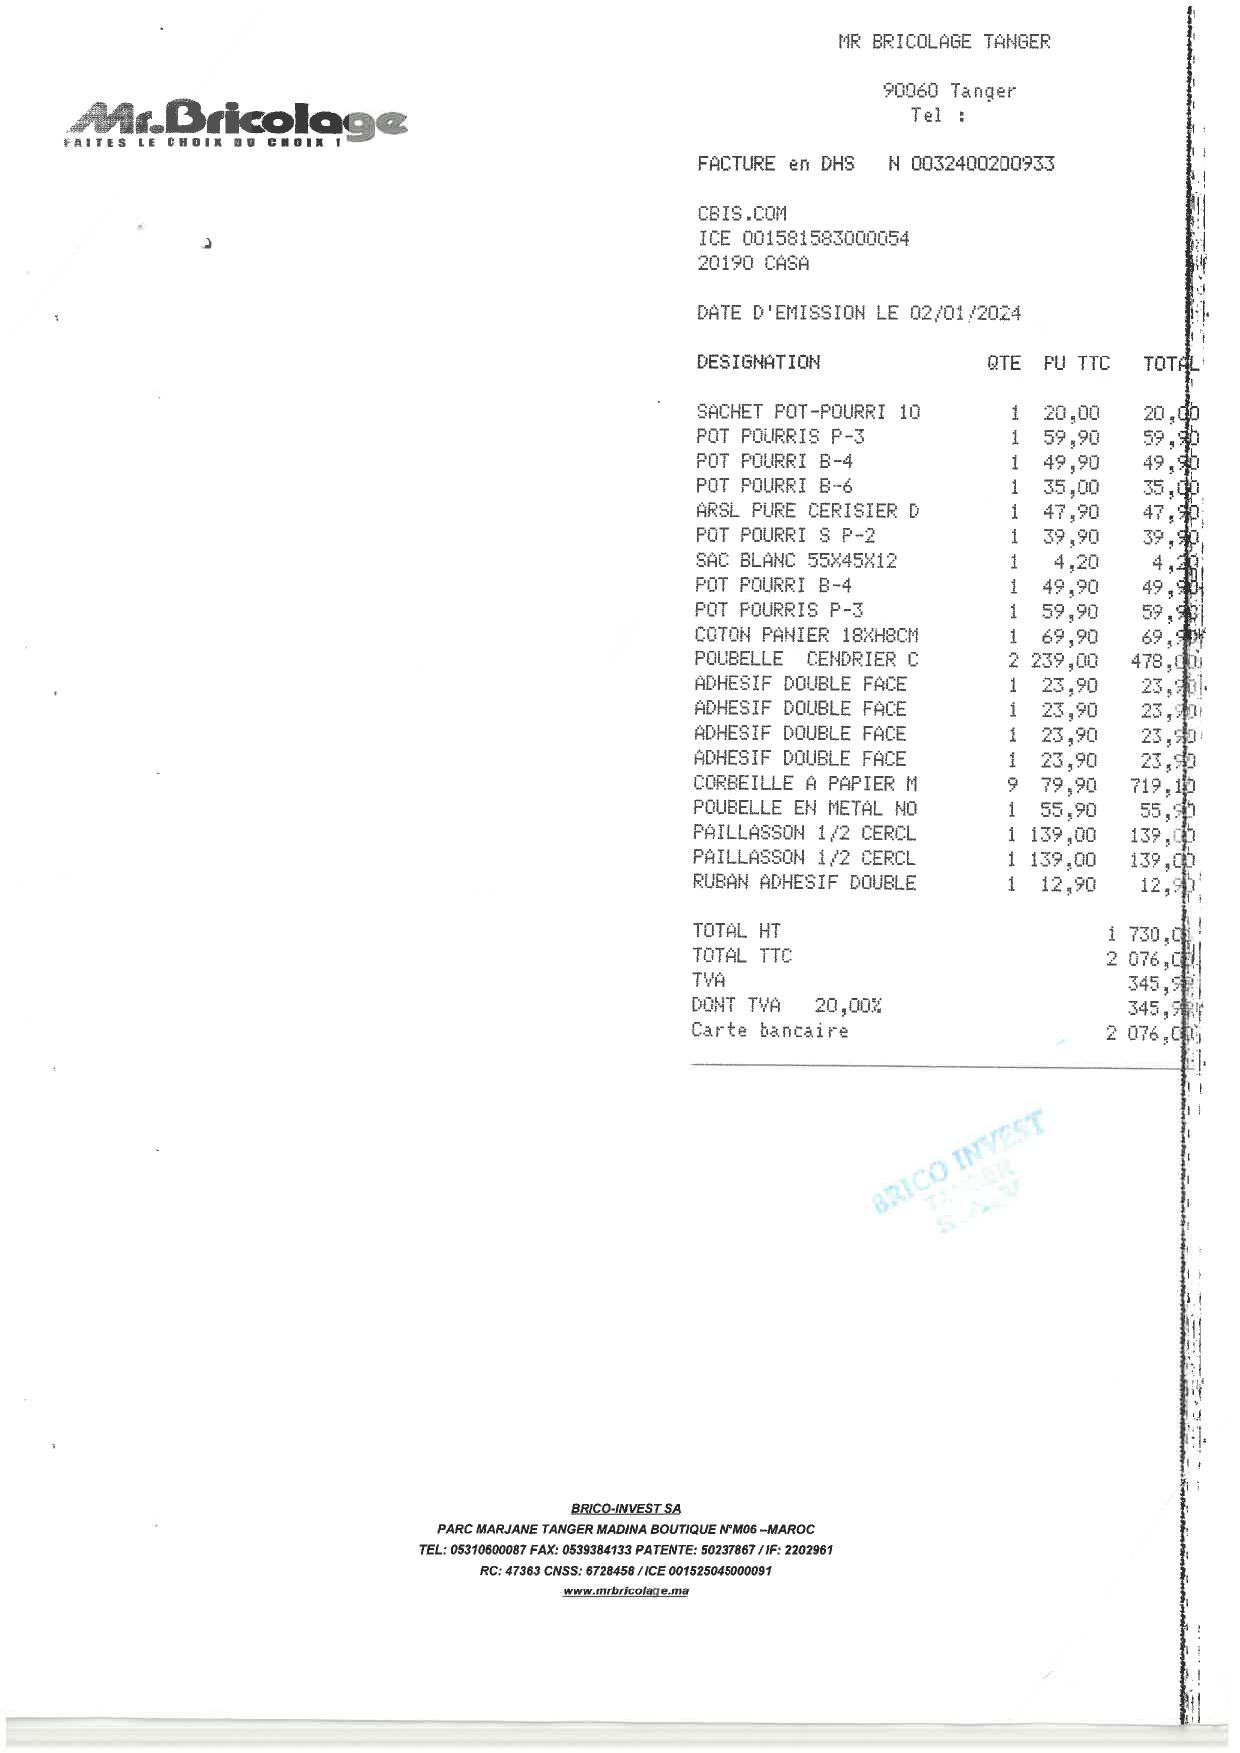 MR BRICOLAGE TANGER
90060 Tanger
Tel :
Mr.Bricolage
FAITES LE CHOIX DU CHOIX !
FACTURE en DHS N 0032400200933
CBIS.COM
ICE 001581583000054
20190 CASA
DATE D'EMISSION LE 02/01/2024
DESIGNATION QTE PU TTC TOTAL
SACHET POT-POURRI 10 1 20,00 20,00
POT POURRIS P-3 1 59,90 59,90
POT POURRI B-4 1 49,90 49,90
POT POURRI B-6 1 35,00 35,00
ARSL PURE CERISIER D 1 47,90 47,90
POT POURRI S P-2 1 39,90 39,90
SAC BLANC 55X45X12 1 4,20 4,20
POT POURRI B-4 1 49,90 49,90
POT POURRIS P-3 1 59,90 59,90
COTON PANIER 18XH8CM 1 69,90 69,90
POUBELLE CENDRIER C 2 239,00 478,00
ADHESIF DOUBLE FACE 1 23,90 23,90
ADHESIF DOUBLE FACE 1 23,90 23,90
ADHESIF DOUBLE FACE 1 23,90 23,90
ADHESIF DOUBLE FACE 1 23,90 23,90
CORBEILLE A PAPIER M 9 79,90 719,10
POUBELLE EN METAL NO 1 55,90 55,90
PAILLASSON 1/2 CERCL 1 139,00 139,00
PAILLASSON 1/2 CERCL 1 139,00 139,00
RUBAN ADHESIF DOUBLE 1 12,90 12,90
TOTAL HT
TOTAL TTC 2 076,00
TVA
DONT TVA 20,00%
Carte bancaire 2 076,00
BRICO INVEST
TANGER
S.A.V
BRICO-INVEST SA
PARC MARJANE TANGER MADINA BOUTIQUE N°M06 –MAROC
TEL: 05310600087 FAX: 0539384133 PATENTE: 50237867 / IF: 2202961
RC: 47363 CNSS: 6728458 / ICE 001525045000091
www.mrbricolage.ma